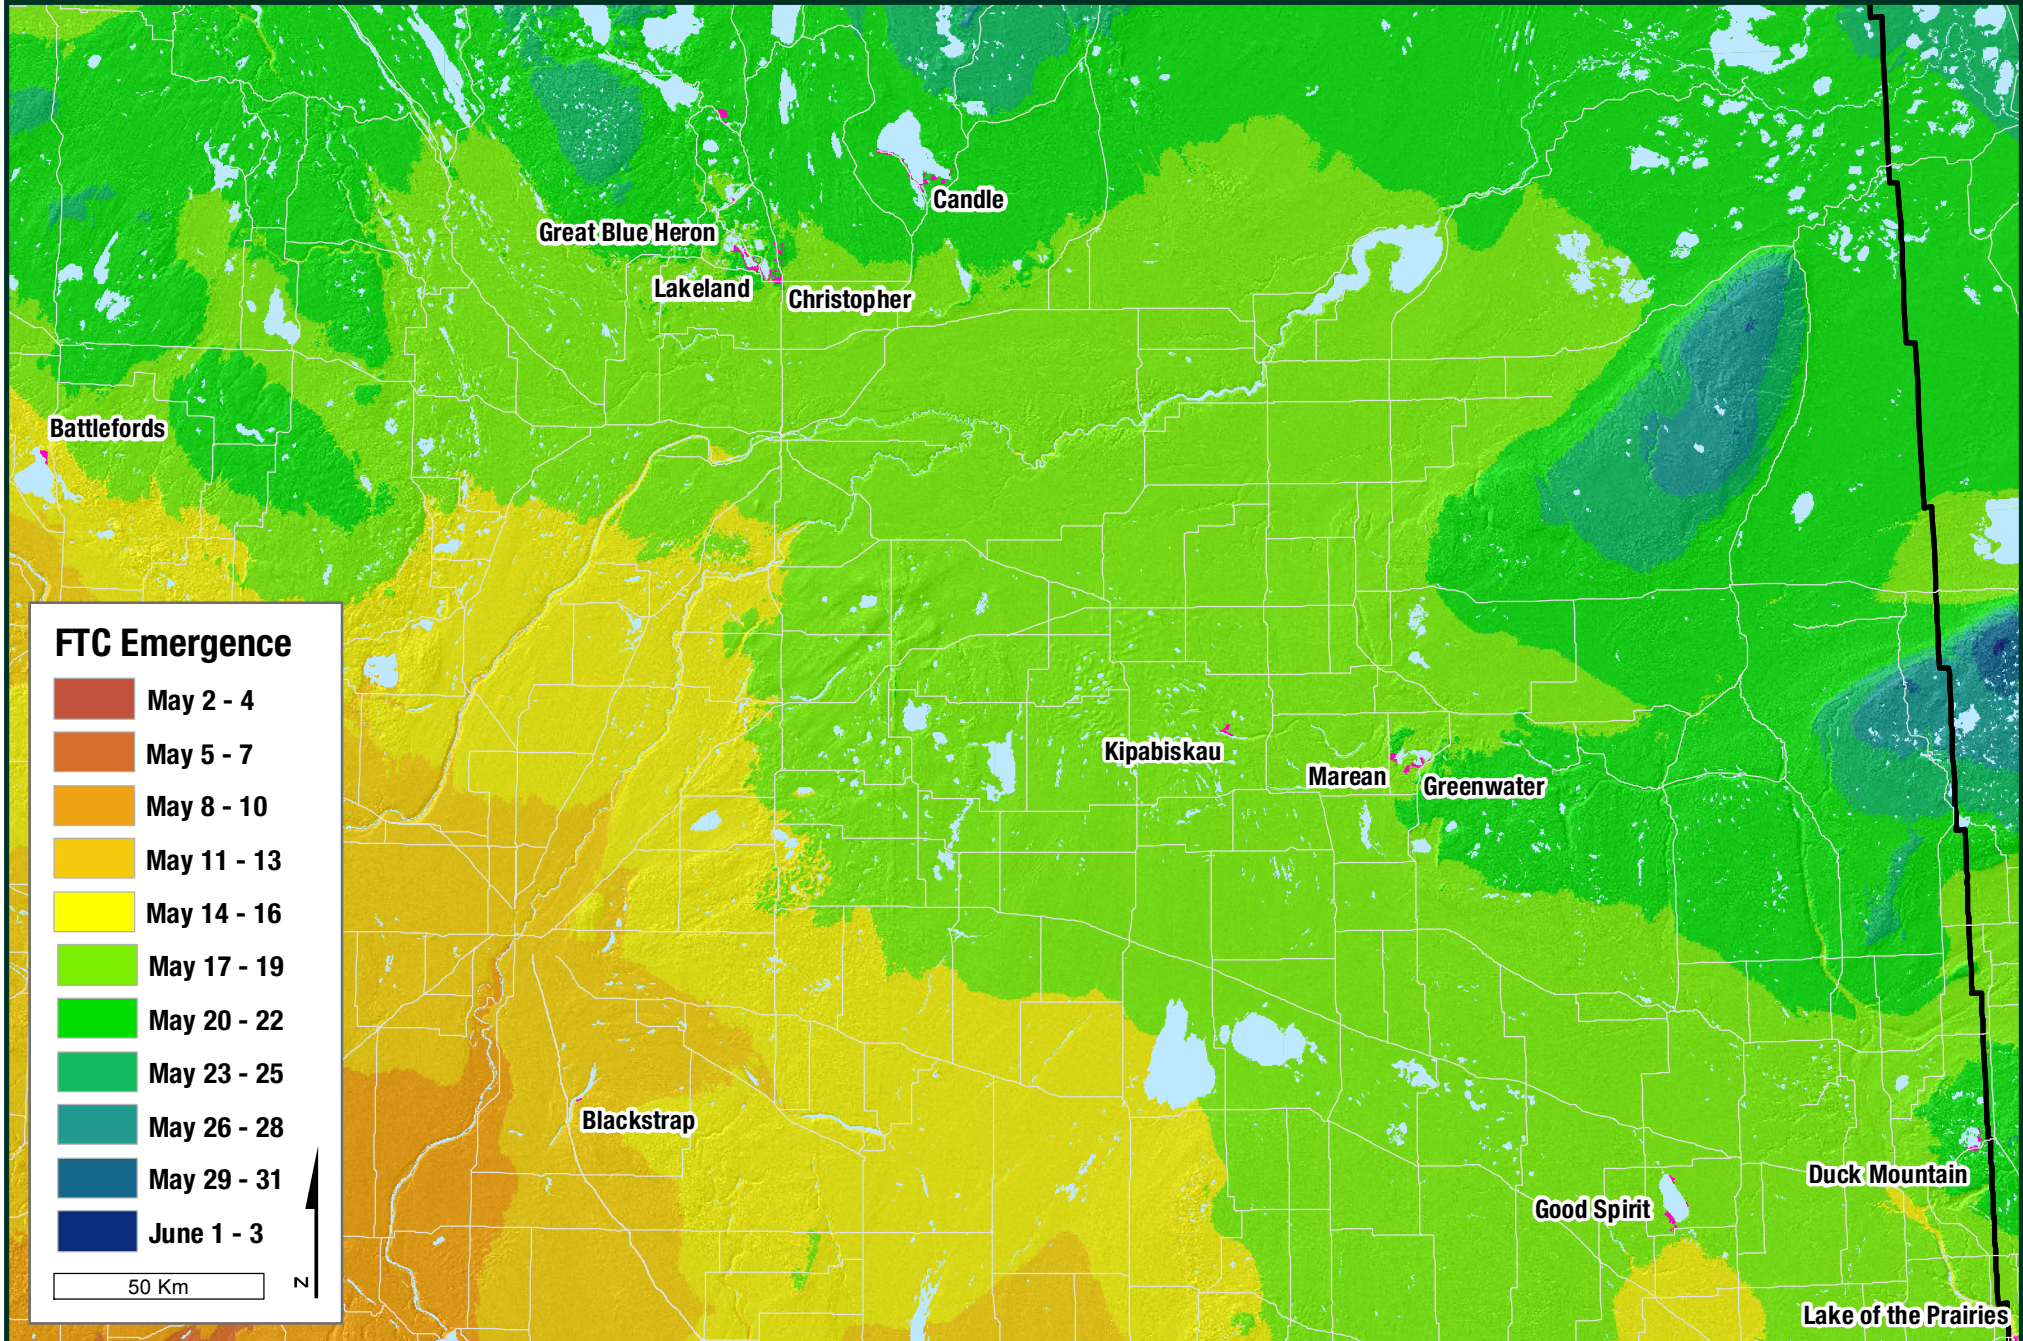 Candle
Great Blue Heron
Lakeland
Christopher
Battlefords
Kipabiskau
Marean
Greenwater
Blackstrap
Duck Mountain
Good Spirit
Lake of the Prairies
FTC Emergence
May 2 - 4
May 5 - 7
May 8 - 10
May 11 - 13
May 14 - 16
May 17 - 19
May 20 - 22
May 23 - 25
May 26 - 28
May 29 - 31
June 1 - 3
50 Km
N